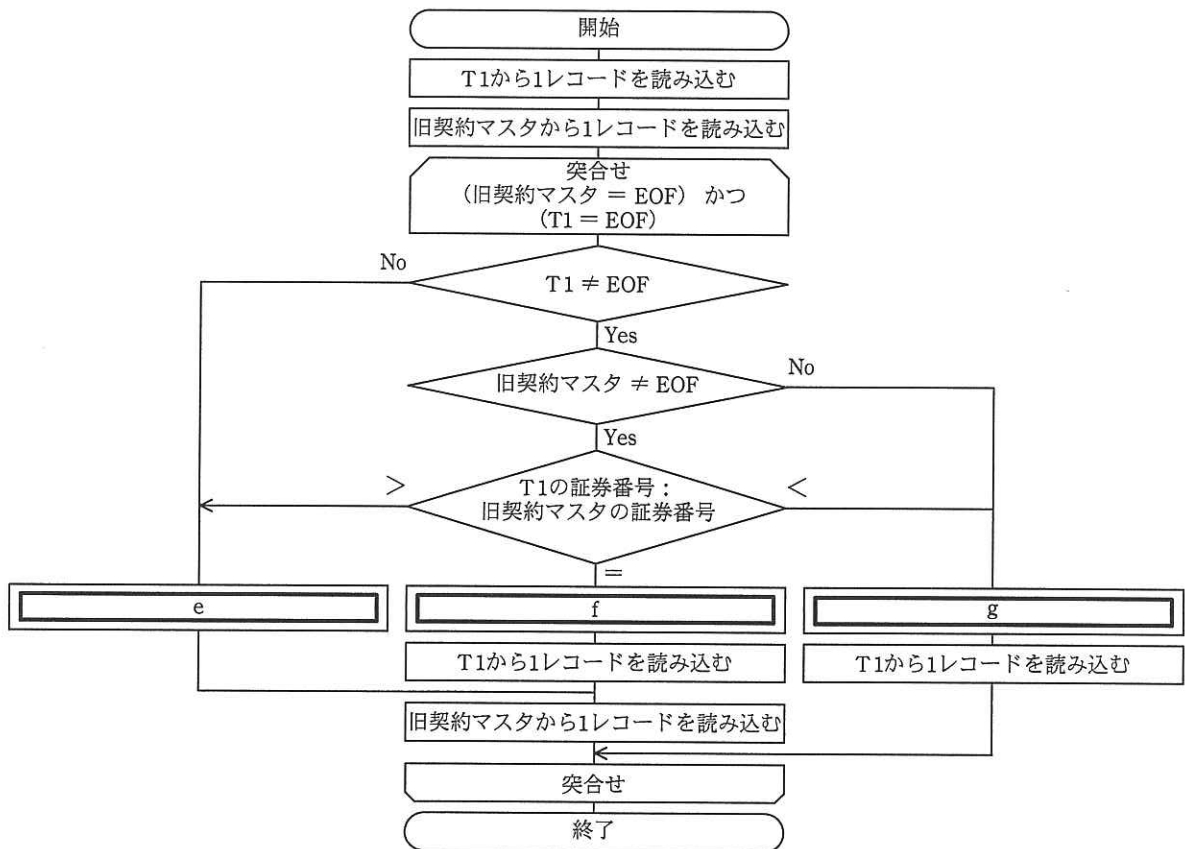 開始
T1から1レコードを読み込む
旧契約マスタから1レコードを読み込む
突合せ
(旧契約マスタ = EOF) かつ
(T1 = EOF)
No
T1 ≠ EOF
Yes
旧契約マスタ ≠ EOF
No
Yes
>
T1の証券番号:
旧契約マスタの証券番号
<
=
e
f
g
T1から1レコードを読み込む
T1から1レコードを読み込む
旧契約マスタから1レコードを読み込む
突合せ
終了